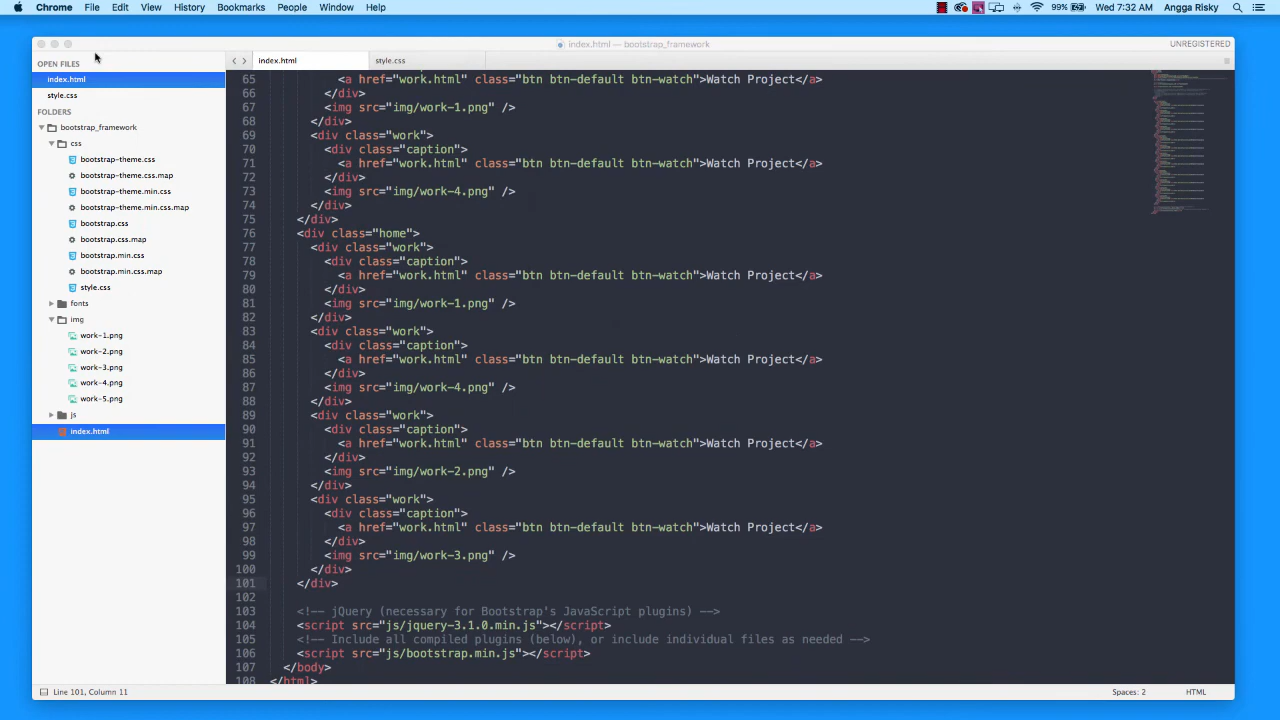 Chrome File Edit View History Bookmarks People Window Help 99% Wed 7:32 AM Angga Risky
index.html — bootstrap_framework UNREGISTERED
OPEN FILES
index.html
style.css
FOLDERS
bootstrap_framework
css
bootstrap-theme.css
bootstrap-theme.css.map
bootstrap-theme.min.css
bootstrap-theme.min.css.map
bootstrap.css
bootstrap.css.map
bootstrap.min.css
bootstrap.min.css.map
style.css
fonts
img
work-1.png
work-2.png
work-3.png
work-4.png
work-5.png
js
index.html
index.html style.css
65 <a href="work.html" class="btn btn-default btn-watch">Watch Project</a>
66 </div>
67 <img src="img/work-1.png" />
68 </div>
69 <div class="work">
70 <div class="caption">
71 <a href="work.html" class="btn btn-default btn-watch">Watch Project</a>
72 </div>
73 <img src="img/work-4.png" />
74 </div>
75 </div>
76 <div class="home">
77 <div class="work">
78 <div class="caption">
79 <a href="work.html" class="btn btn-default btn-watch">Watch Project</a>
80 </div>
81 <img src="img/work-1.png" />
82 </div>
83 <div class="work">
84 <div class="caption">
85 <a href="work.html" class="btn btn-default btn-watch">Watch Project</a>
86 </div>
87 <img src="img/work-4.png" />
88 </div>
89 <div class="work">
90 <div class="caption">
91 <a href="work.html" class="btn btn-default btn-watch">Watch Project</a>
92 </div>
93 <img src="img/work-2.png" />
94 </div>
95 <div class="work">
96 <div class="caption">
97 <a href="work.html" class="btn btn-default btn-watch">Watch Project</a>
98 </div>
99 <img src="img/work-3.png" />
100 </div>
101 </div>
102
103 <!-- jQuery (necessary for Bootstrap's JavaScript plugins) -->
104 <script src="js/jquery-3.1.0.min.js"></script>
105 <!-- Include all compiled plugins (below), or include individual files as needed -->
106 <script src="js/bootstrap.min.js"></script>
107 </body>
108 </html>
Line 101, Column 11 Spaces: 2 HTML